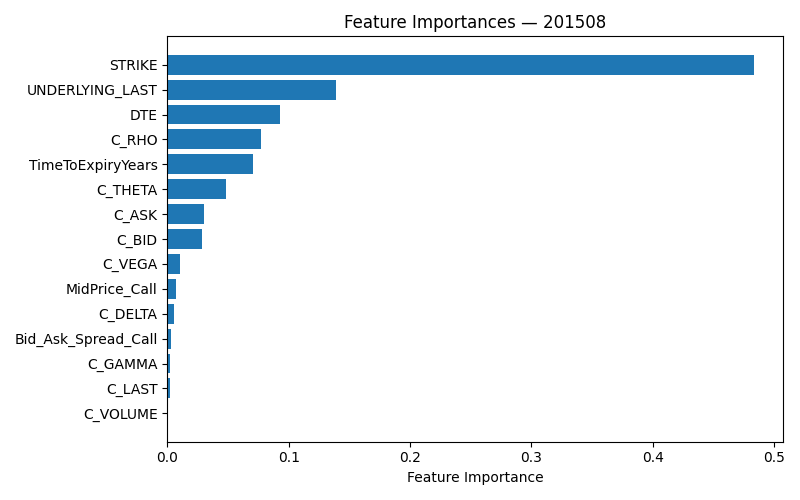 Feature Importances — 201508
STRIKE
UNDERLYING_LAST
DTE
C_RHO
TimeToExpiryYears
C_THETA
C_ASK
C_BID
C_VEGA
MidPrice_Call
C_DELTA
Bid_Ask_Spread_Call
C_GAMMA
C_LAST
C_VOLUME
0.0 0.1 0.2 0.3 0.4 0.5
Feature Importance